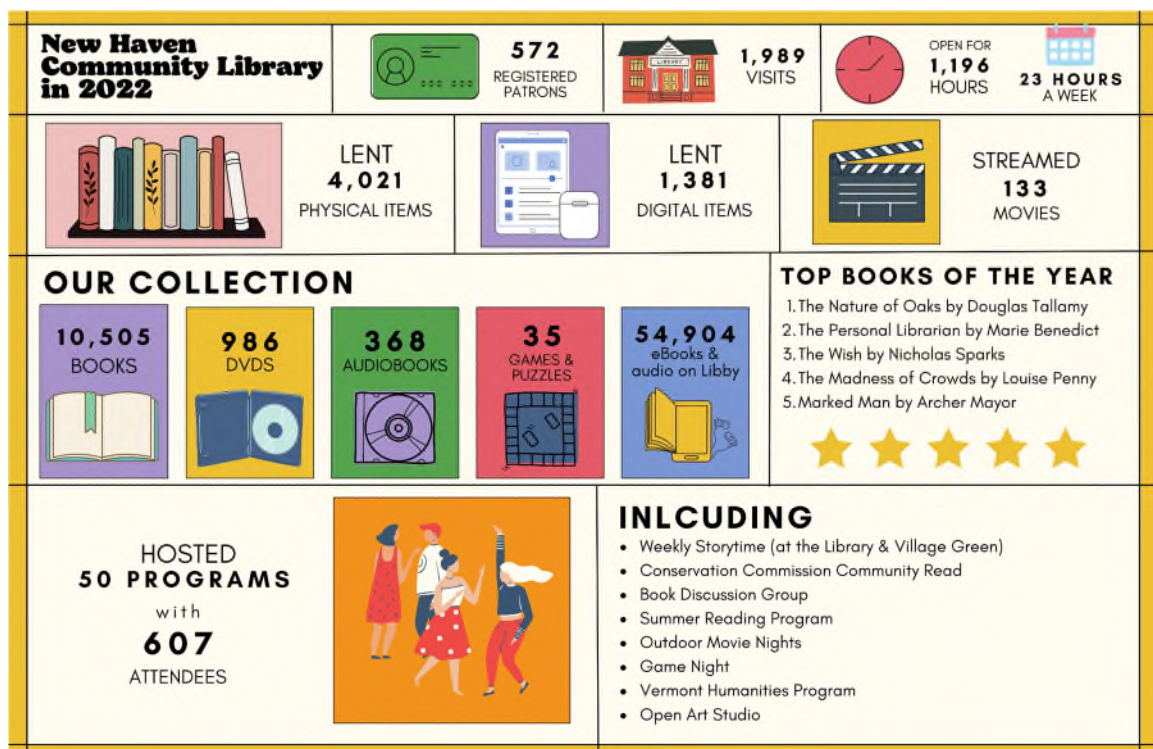 New Haven
Community Library
in 2022
572
REGISTERED
PATRONS
LIBRARY
1,989
VISITS
OPEN FOR
1,196
HOURS
23 HOURS
A WEEK
LENT
4,021
PHYSICAL ITEMS
LENT
1,381
DIGITAL ITEMS
STREAMED
133
MOVIES
OUR COLLECTION
10,505
BOOKS
986
DVDS
368
AUDIOBOOKS
35
GAMES &
PUZZLES
54,904
eBooks &
audio on Libby
TOP BOOKS OF THE YEAR
1. The Nature of Oaks by Douglas Tallamy
2. The Personal Librarian by Marie Benedict
3. The Wish by Nicholas Sparks
4. The Madness of Crowds by Louise Penny
5. Marked Man by Archer Mayor
HOSTED
50 PROGRAMS
with
607
ATTENDEES
INLCUDING
• Weekly Storytime (at the Library & Village Green)
• Conservation Commission Community Read
• Book Discussion Group
• Summer Reading Program
• Outdoor Movie Nights
• Game Night
• Vermont Humanities Program
• Open Art Studio